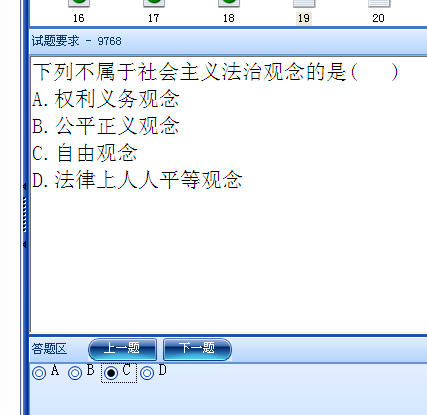 16 17 18 19 20
试题要求 - 9768
下列不属于社会主义法治观念的是( )
A.权利义务观念
B.公平正义观念
C.自由观念
D.法律上人人平等观念
答题区 上一题 下一题
A B C D